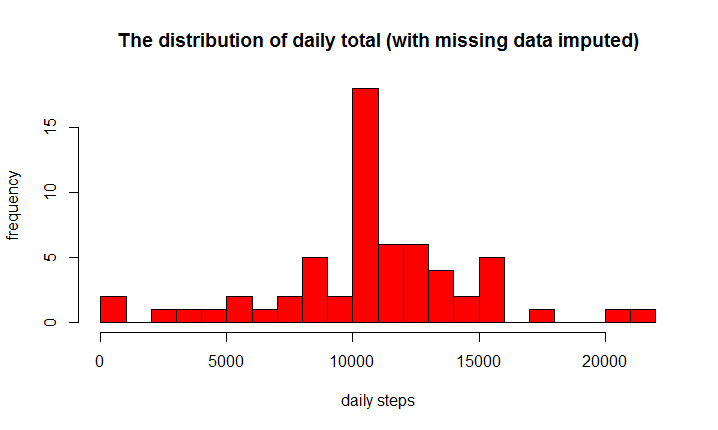 The distribution of daily total (with missing data imputed)
frequency
15
10
5
0
0 5000 10000 15000 20000
daily steps